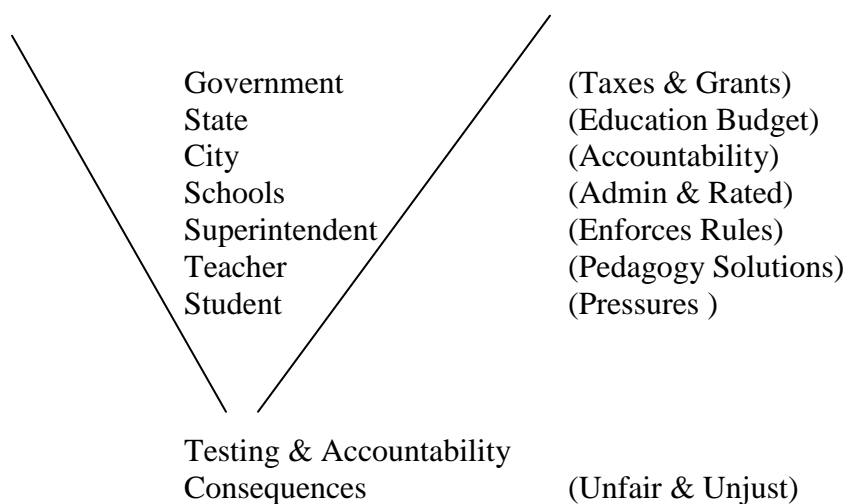 Government (Taxes & Grants)
State (Education Budget)
City (Accountability)
Schools (Admin & Rated)
Superintendent (Enforces Rules)
Teacher (Pedagogy Solutions)
Student (Pressures )
Testing & Accountability
Consequences (Unfair & Unjust)